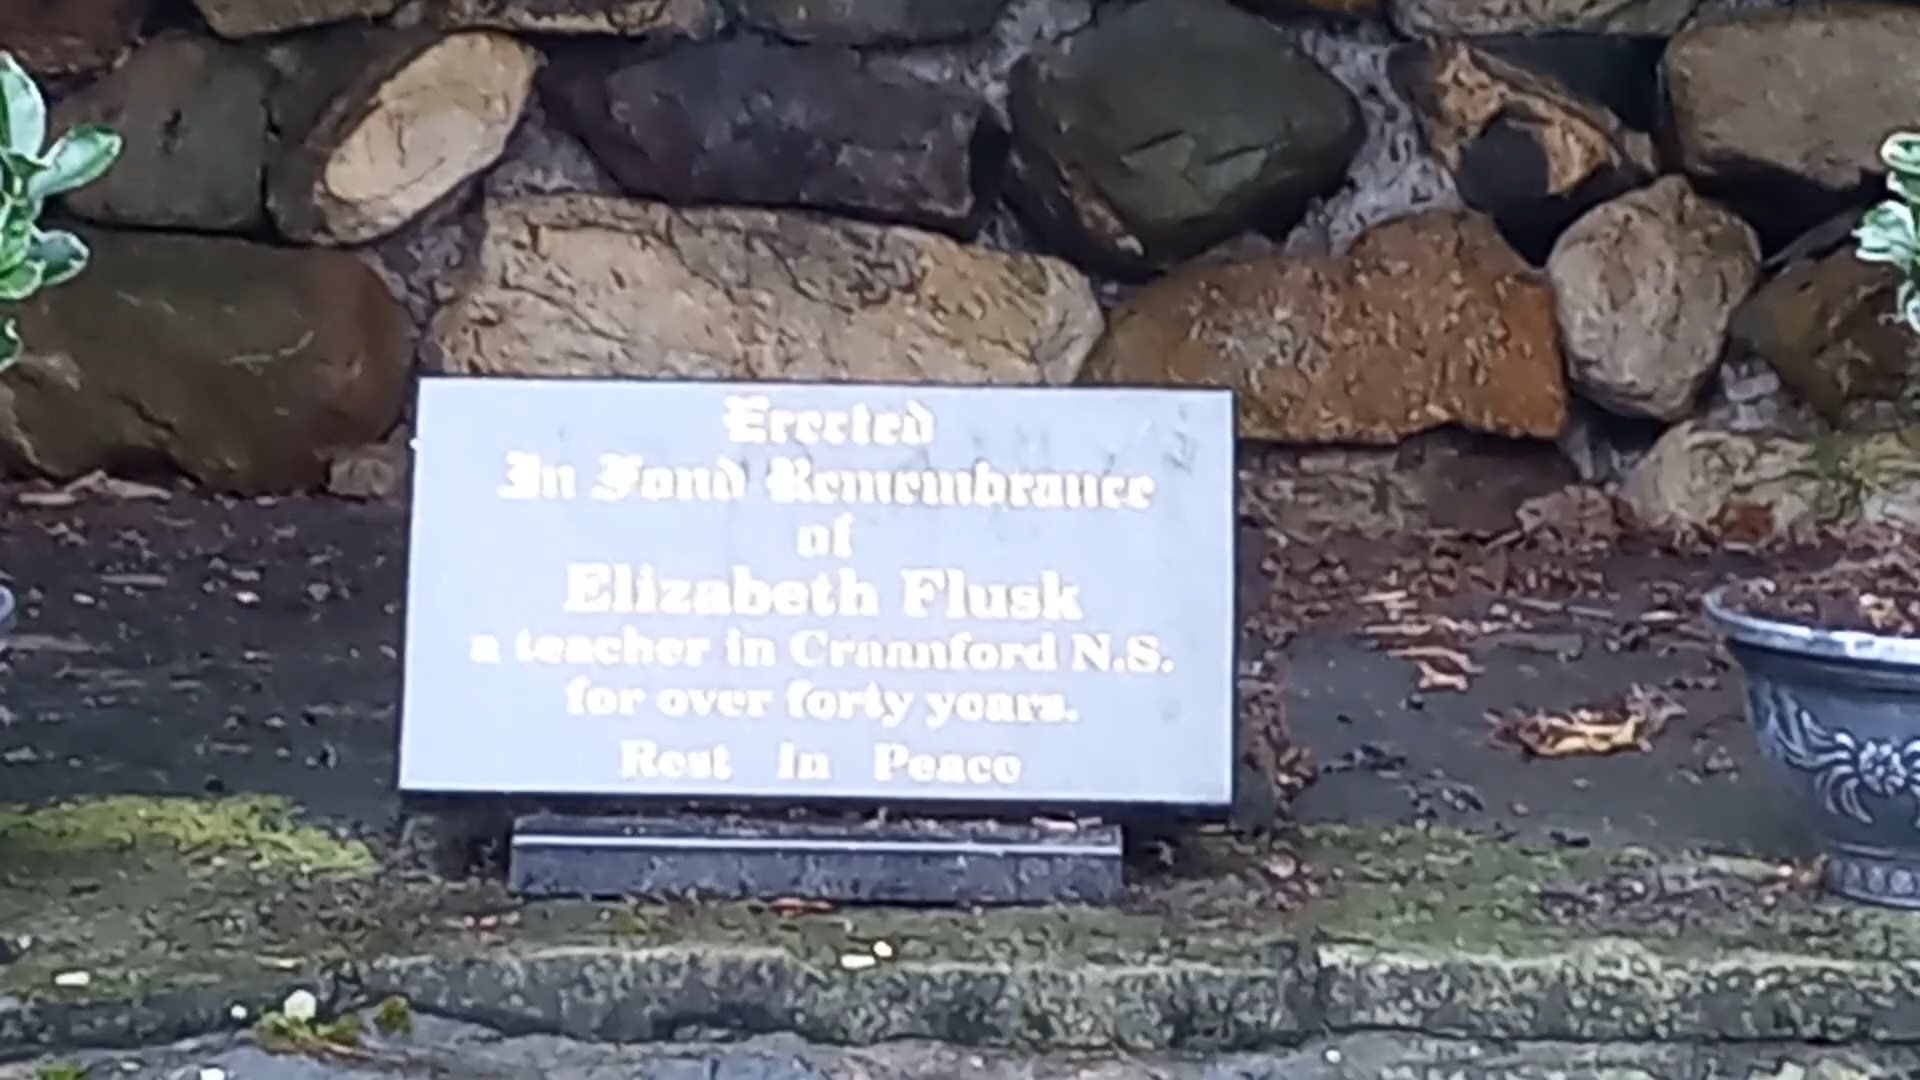 Erected
In Fond Remembrance
of
Elizabeth Flusk
a teacher in Crannford N.S.
for over forty years.
Rest In Peace